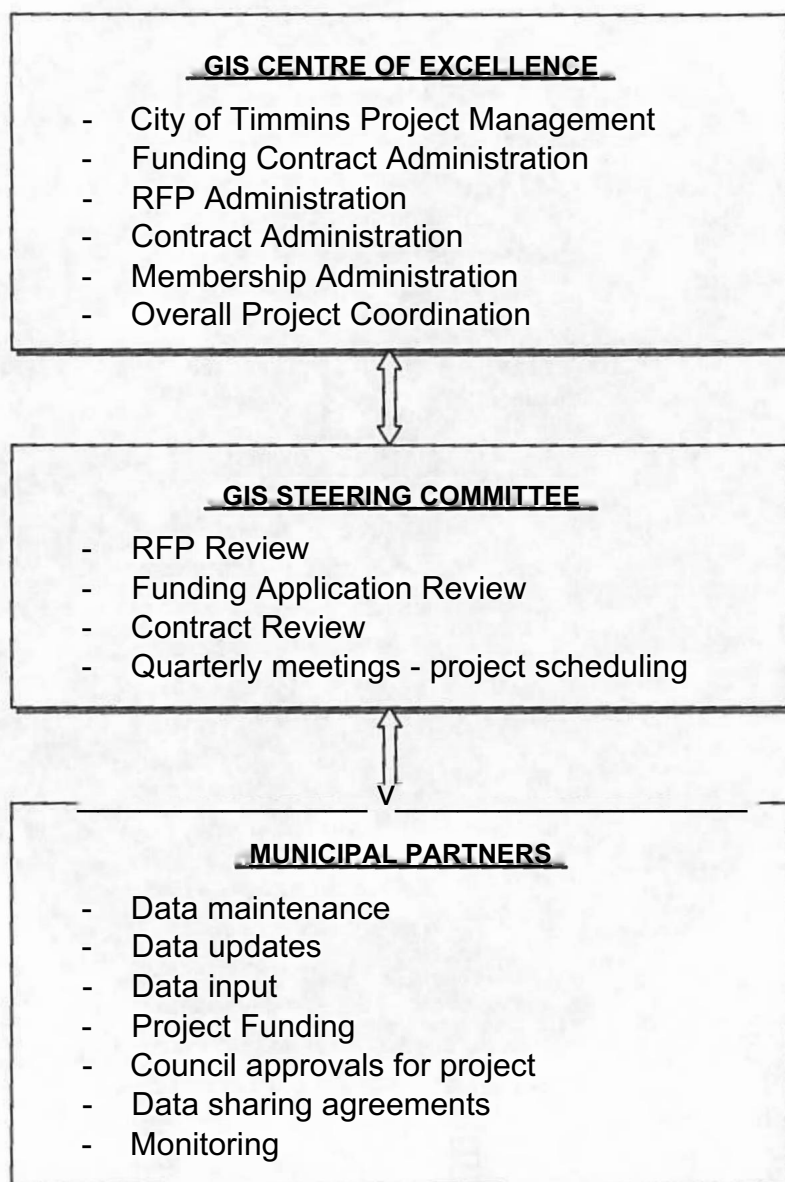 GIS CENTRE OF EXCELLENCE
- City of Timmins Project Management
- Funding Contract Administration
- RFP Administration
- Contract Administration
- Membership Administration
- Overall Project Coordination
GIS STEERING COMMITTEE
- RFP Review
- Funding Application Review
- Contract Review
- Quarterly meetings - project scheduling
MUNICIPAL PARTNERS
- Data maintenance
- Data updates
- Data input
- Project Funding
- Council approvals for project
- Data sharing agreements
- Monitoring